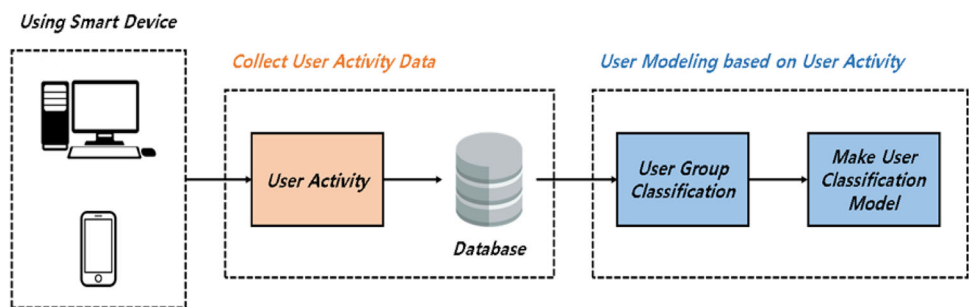 Using Smart Device
Collect User Activity Data
User Modeling based on User Activity
User Activity
Database
User Group
Classification
Make User
Classification
Model